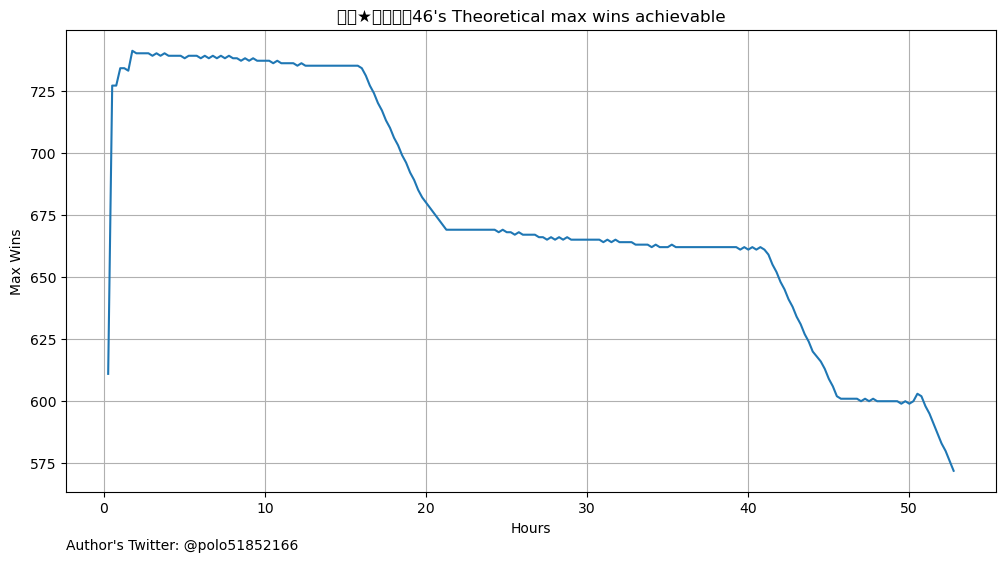 ★46's Theoretical max wins achievable
Max Wins
725
700
675
650
625
600
575
0 10 20 30 40 50
Hours
Author's Twitter: @polo51852166